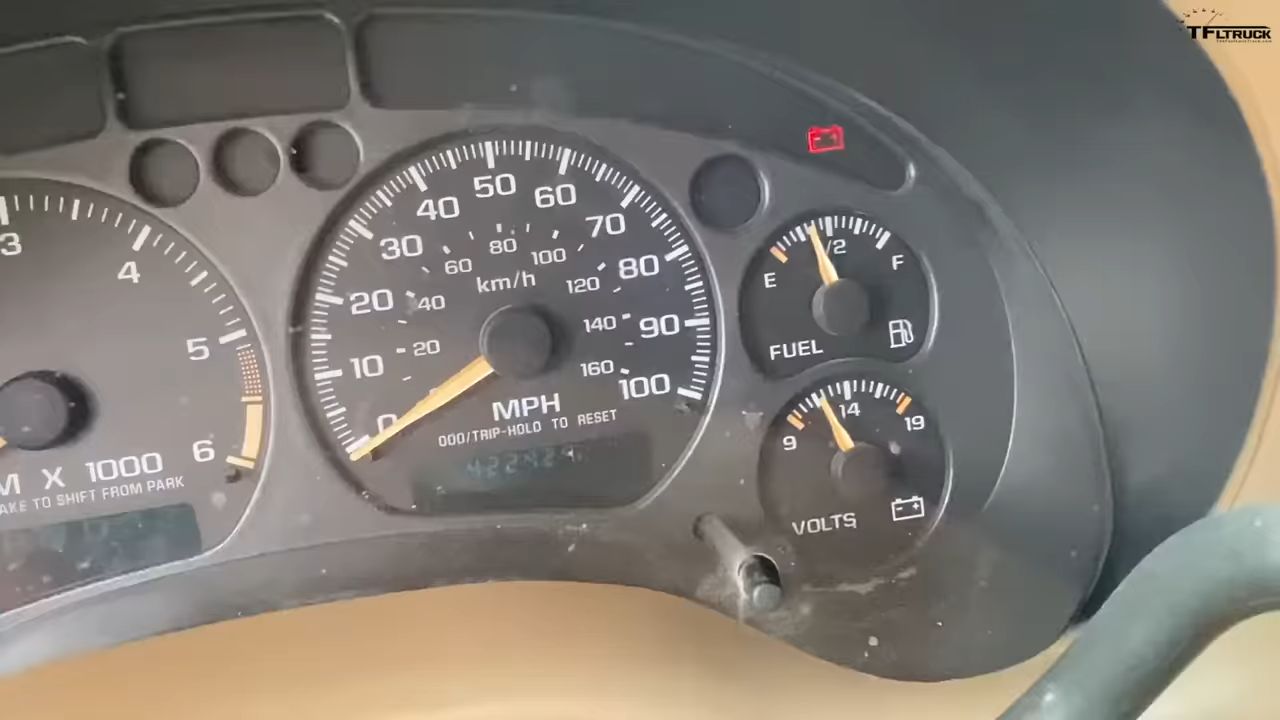 TFLTRUCK
3
4
5
6
M X 1000
AKE TO SHIFT FROM PARK
0
10
20
30
40
50
60
70
80
90
100
20
40
60
80
100
120
140
160
km/h
MPH
000/TRIP-HOLD TO RESET
E
1/2
F
FUEL
9
14
19
VOLTS